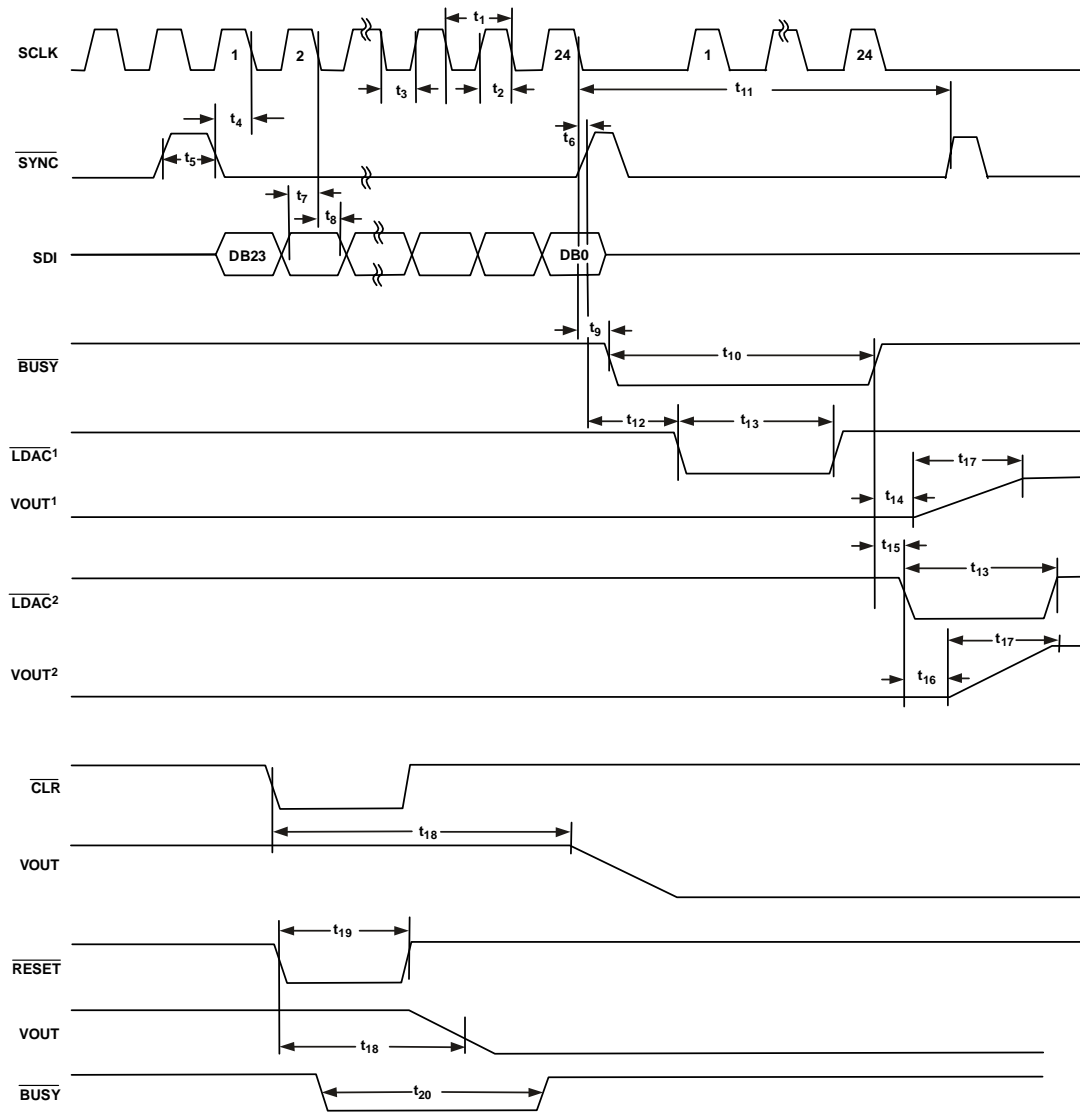 t1
SCLK
1
2
24
1
24
t3
t2
t11
t4
t6
SYNC
t5
t7
t8
SDI
DB23
DB0
t9
BUSY
t10
t12
t13
LDAC1
t17
VOUT1
t14
t15
t13
LDAC2
t17
VOUT2
t16
CLR
t18
VOUT
t19
RESET
VOUT
t18
BUSY
t20